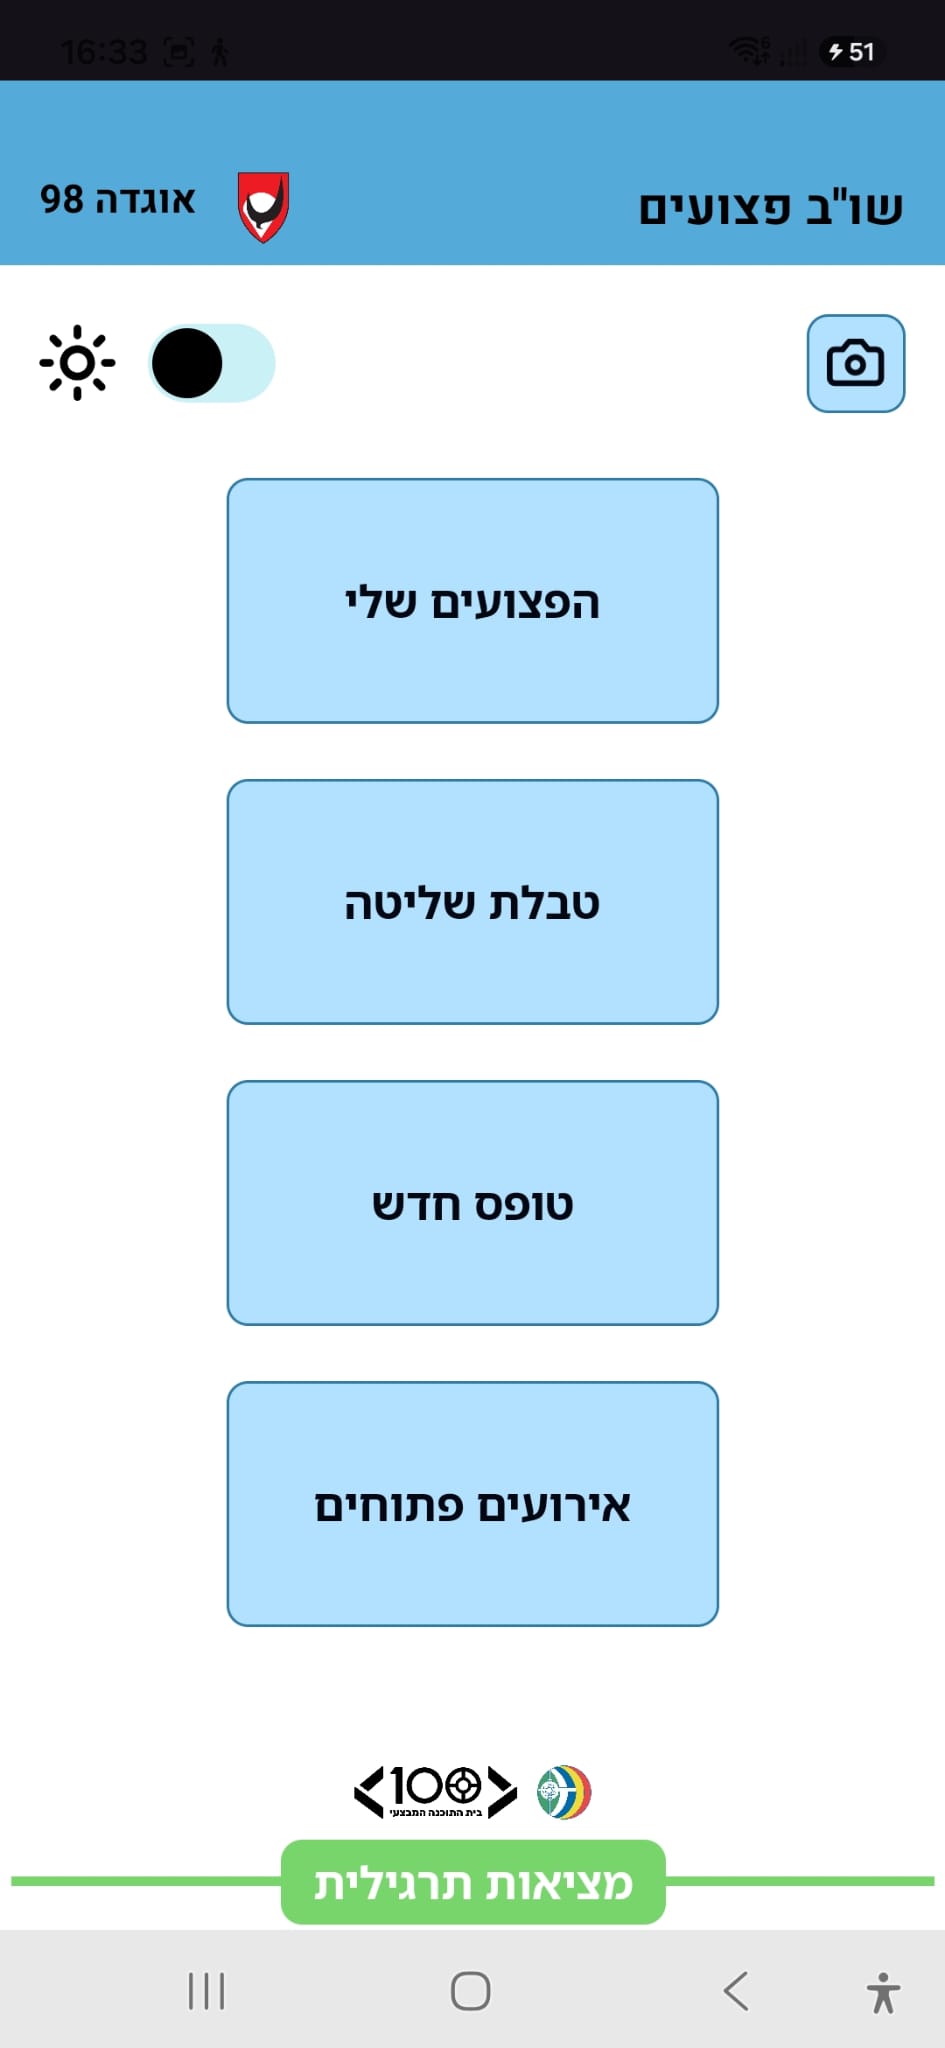 16:33
51
שו"ב פצועים
אוגדה 98
הפצועים שלי
טבלת שליטה
טופס חדש
אירועים פתוחים
<100>
בית התוכנה המבצעי
מציאות תרגילית